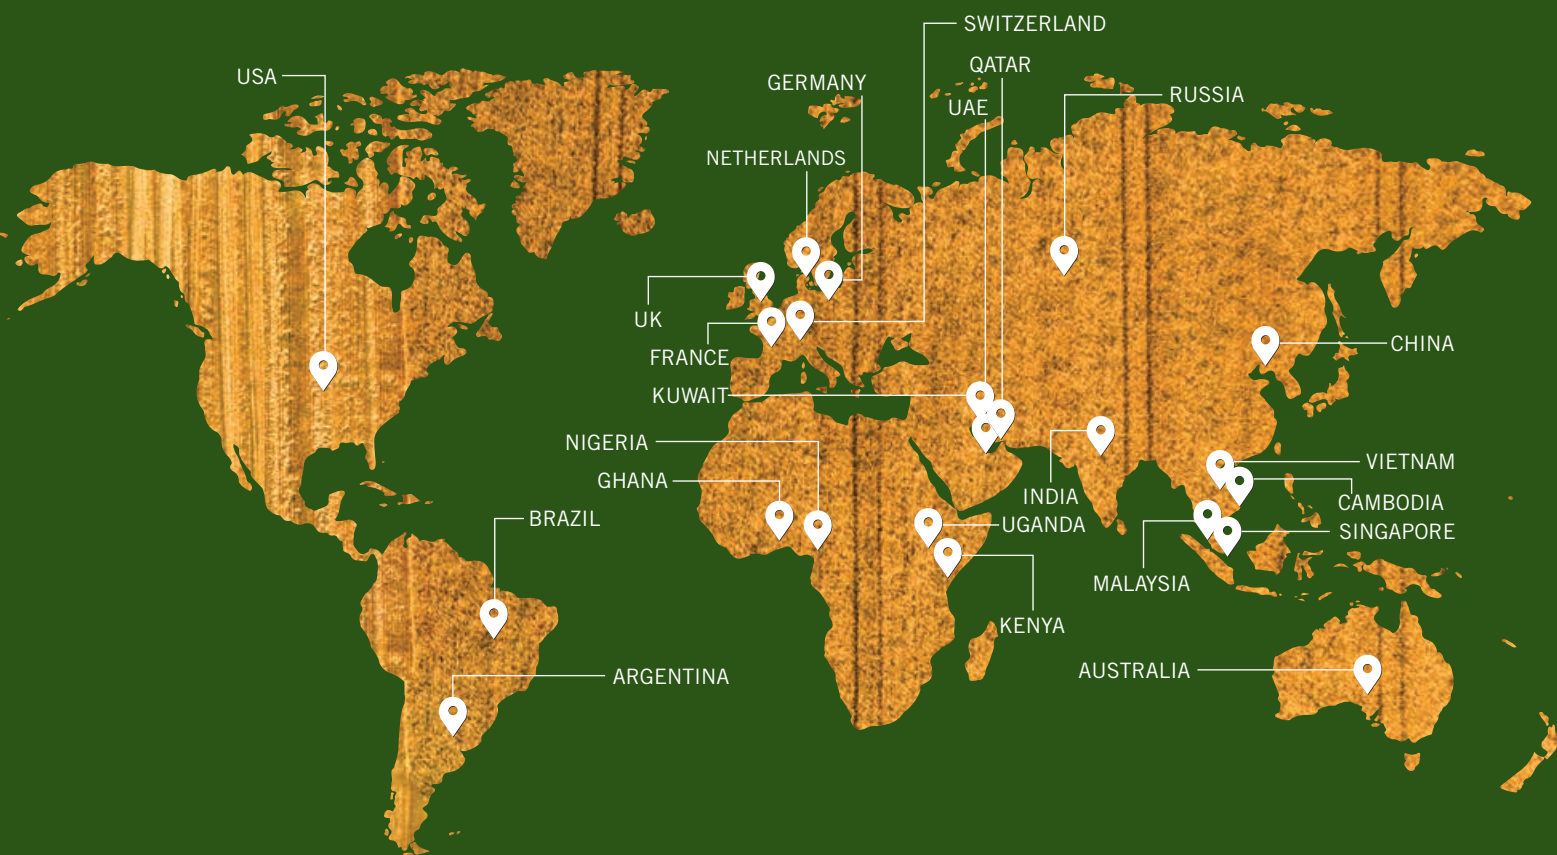 SWITZERLAND
QATAR
USA
GERMANY
RUSSIA
UAE
NETHERLANDS
UK
CHINA
FRANCE
KUWAIT
NIGERIA
VIETNAM
GHANA
INDIA
CAMBODIA
BRAZIL
UGANDA
SINGAPORE
MALAYSIA
KENYA
AUSTRALIA
ARGENTINA